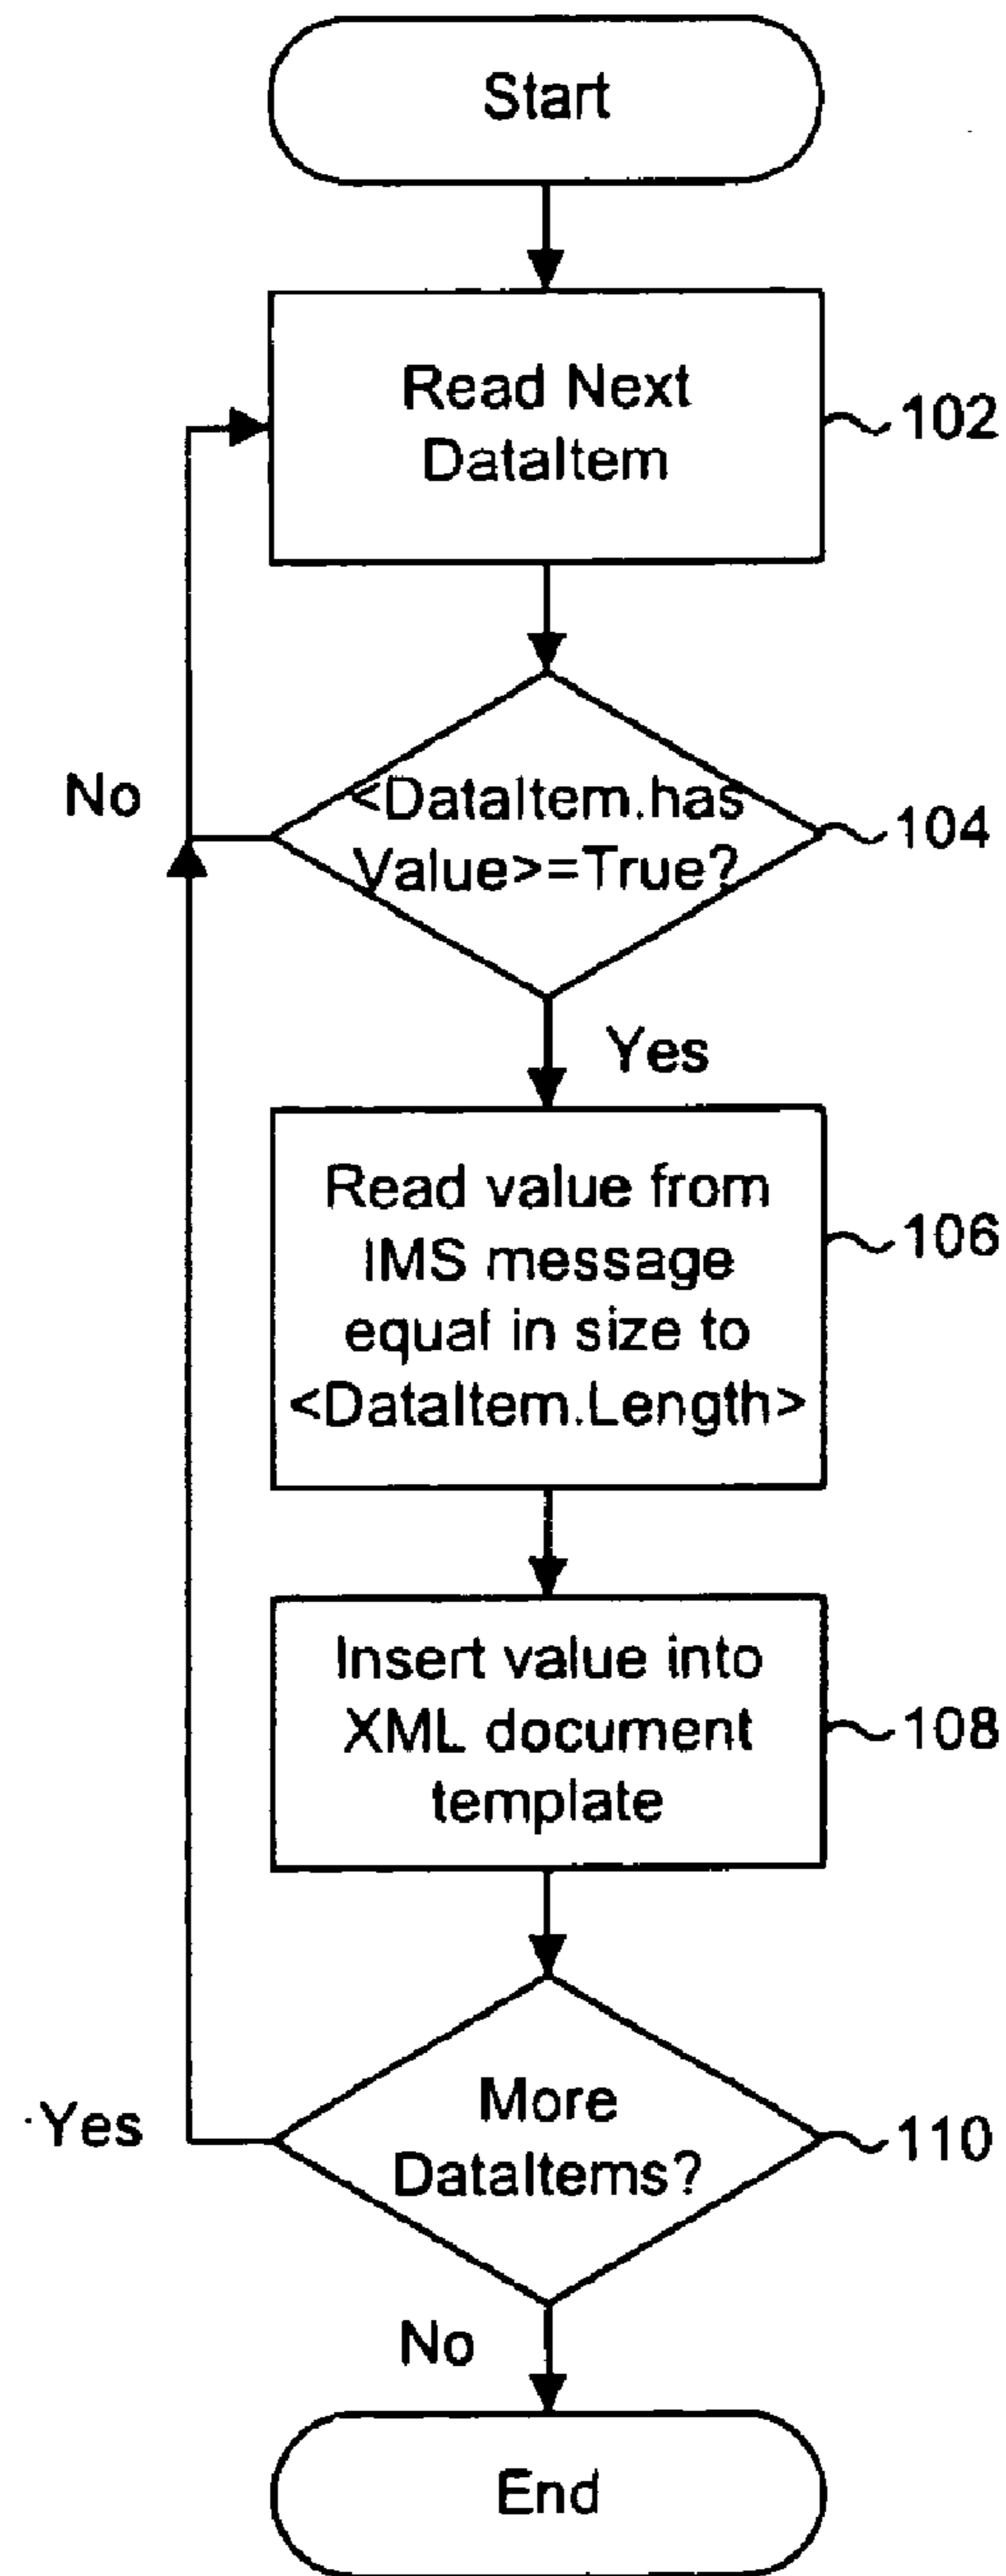 Start
Read Next
DataItem
102
No
<DataItem.has
Value>=True?
104
Yes
Read value from
IMS message
equal in size to
<DataItem.Length>
106
Insert value into
XML document
template
108
Yes
More
DataItems?
110
No
End